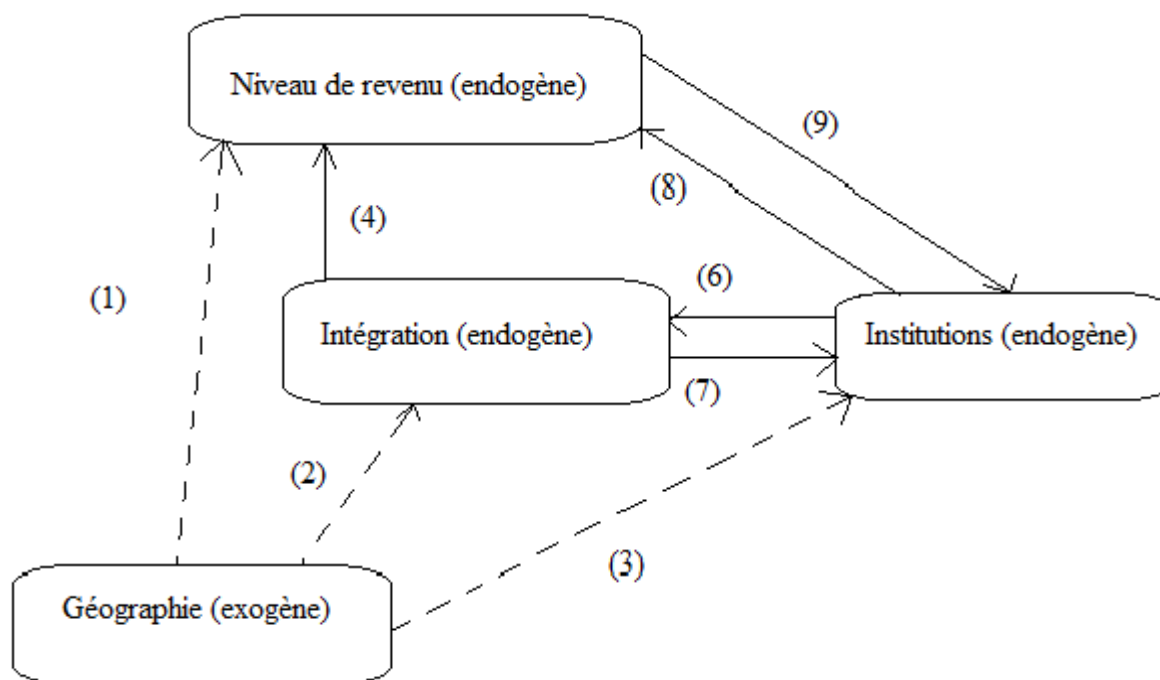 Niveau de revenu (endogène)
(9)
(8)
(4)
(6)
(1)
Intégration (endogène)
Institutions (endogène)
(7)
(2)
(3)
Géographie (exogène)